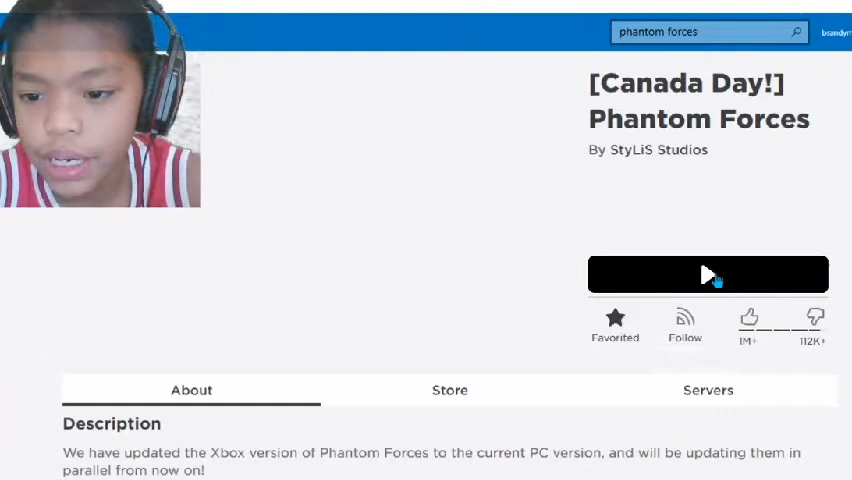 phantom forces
[Canada Day!]
Phantom Forces
By StyLiS Studios
Favorited
Follow
1M+
112K+
About
Store
Servers
Description
We have updated the Xbox version of Phantom Forces to the current PC version, and will be updating them in
parallel from now on!